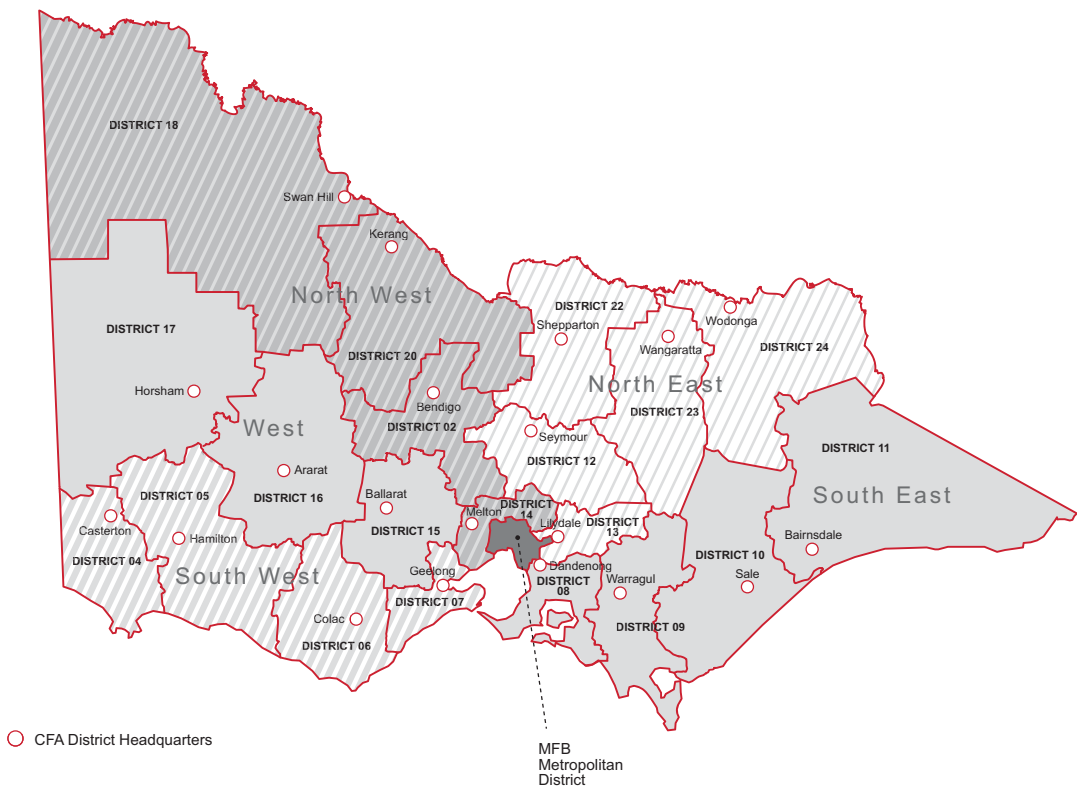 DISTRICT 18
Swan Hill
Kerang
North West
DISTRICT 22
Wodonga
DISTRICT 17
Shepparton
Wangaratta
DISTRICT 24
DISTRICT 20
North East
Horsham
Bendigo
DISTRICT 23
West
DISTRICT 02
Seymour
DISTRICT 11
DISTRICT 12
Ararat
DISTRICT 05
DISTRICT 16
Ballarat
South East
Melton
DISTRICT
14
Lilydale
DISTRICT
13
Casterton
Hamilton
DISTRICT 15
Bairnsdale
DISTRICT 04
DISTRICT 10
South West
Geelong
Dandenong
Sale
DISTRICT
08
Warragul
DISTRICT 07
Colac
DISTRICT 09
DISTRICT 06
CFA District Headquarters
MFB
Metropolitan
District